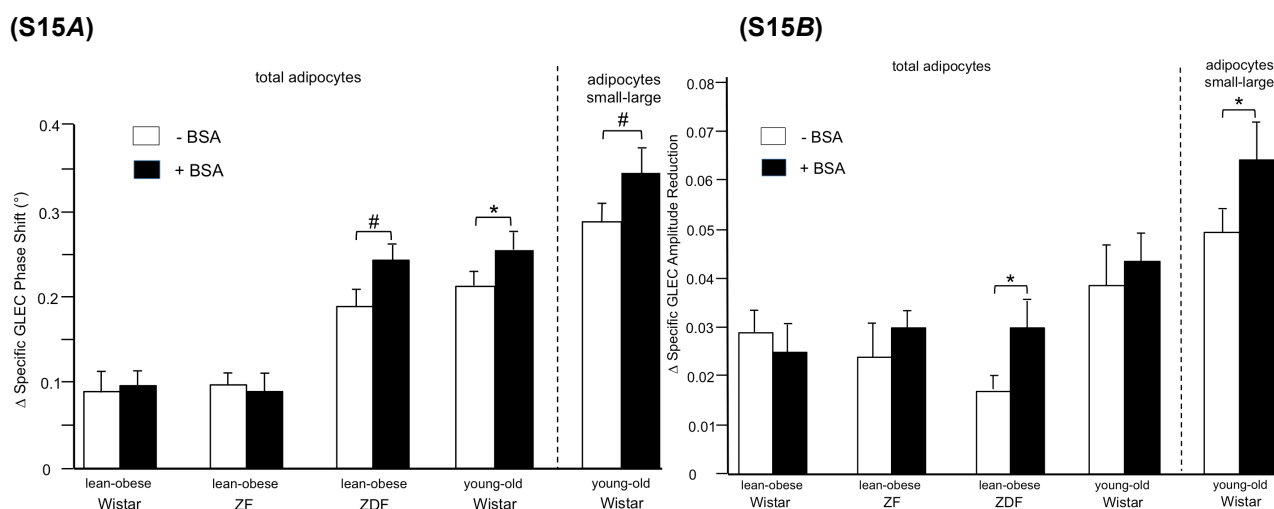 (S15A)
total adipocytes
adipocytes
small-large
- BSA
+ BSA
#
*
#
Δ Specific GLEC Phase Shift (°)
0.4
0.3
0.2
0.1
0
lean-obese
Wistar
lean-obese
ZF
lean-obese
ZDF
young-old
Wistar
young-old
Wistar
(S15B)
total adipocytes
adipocytes
small-large
- BSA
+ BSA
*
*
Δ Specific GLEC Amplitude Reduction
0.08
0.07
0.06
0.05
0.04
0.03
0.02
0.01
0
lean-obese
Wistar
lean-obese
ZF
lean-obese
ZDF
young-old
Wistar
young-old
Wistar